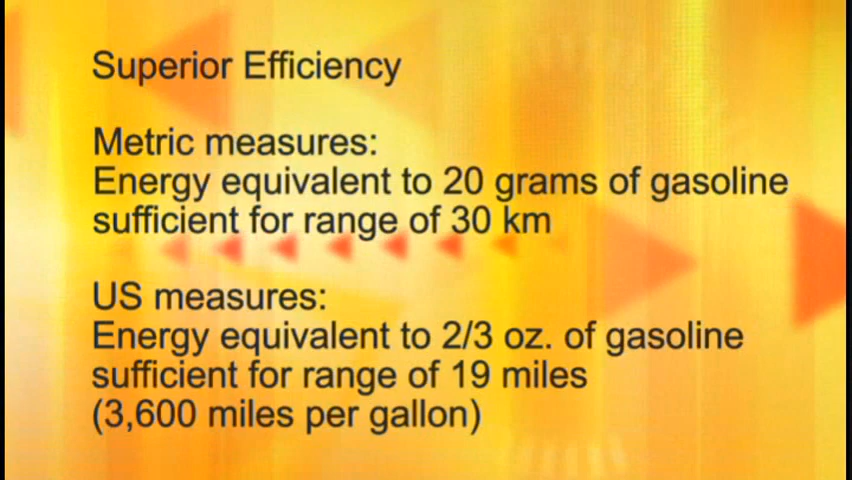 Superior Efficiency
Metric measures:
Energy equivalent to 20 grams of gasoline
sufficient for range of 30 km
US measures:
Energy equivalent to 2/3 oz. of gasoline
sufficient for range of 19 miles
(3,600 miles per gallon)